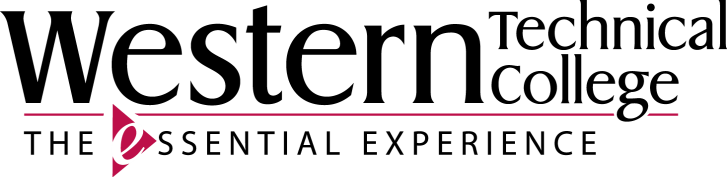 Western Technical College
THE eSSENTIAL EXPERIENCE